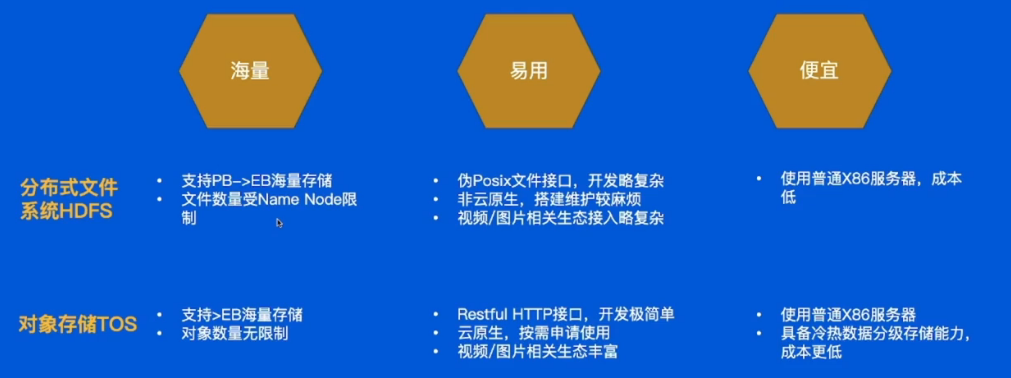 海量
易用
便宜
分布式文件
系统HDFS
• 支持PB->EB海量存储
• 文件数量受Name Node限
制
• 伪Posix文件接口，开发略复杂
• 非云原生，搭建维护较麻烦
• 视频/图片相关生态接入略复杂
• 使用普通X86服务器，成本
低
对象存储TOS
• 支持>EB海量存储
• 对象数量无限制
• Restful HTTP接口，开发极简单
• 云原生，按需申请使用
• 视频/图片相关生态丰富
• 使用普通X86服务器
• 具备冷热数据分级存储能力，
成本更低